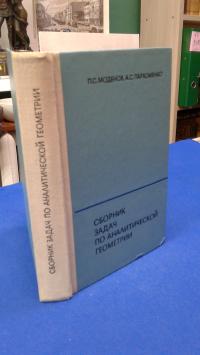 П.С. МОДЕНОВ, А.С. ПАРХОМЕНКО
СБОРНИК
ЗАДАЧ
ПО АНАЛИТИЧЕСКОЙ
ГЕОМЕТРИИ
СБОРНИК ЗАДАЧ ПО АНАЛИТИЧЕСКОЙ ГЕОМЕТРИИ